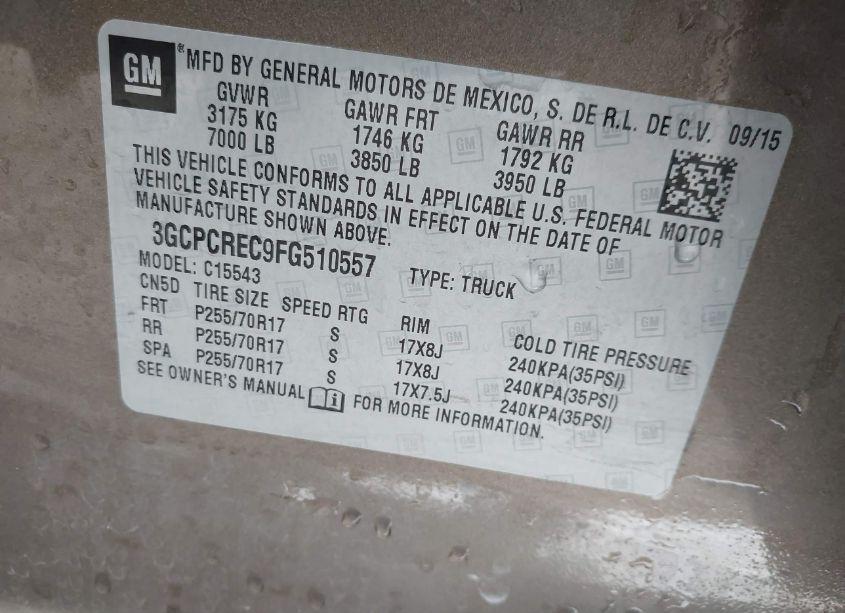 GM ®MFD BY GENERAL MOTORS DE MEXICO, S. DE R.L. DE C.V. 09/15
GVWR GAWR FRT GAWR RR
3175 KG 1746 KG 1792 KG
7000 LB 3850 LB 3950 LB
THIS VEHICLE CONFORMS TO ALL APPLICABLE U.S. FEDERAL MOTOR
VEHICLE SAFETY STANDARDS IN EFFECT ON THE DATE OF
MANUFACTURE SHOWN ABOVE.
3GCPCREC9FG510557 TYPE: TRUCK
MODEL: C15543
CN5D TIRE SIZE SPEED RTG RIM COLD TIRE PRESSURE
FRT P255/70R17 S 17X8J 240KPA(35PSI)
RR P255/70R17 S 17X8J 240KPA(35PSI)
SPA P255/70R17 S 17X7.5J 240KPA(35PSI)
SEE OWNER'S MANUAL FOR MORE INFORMATION.